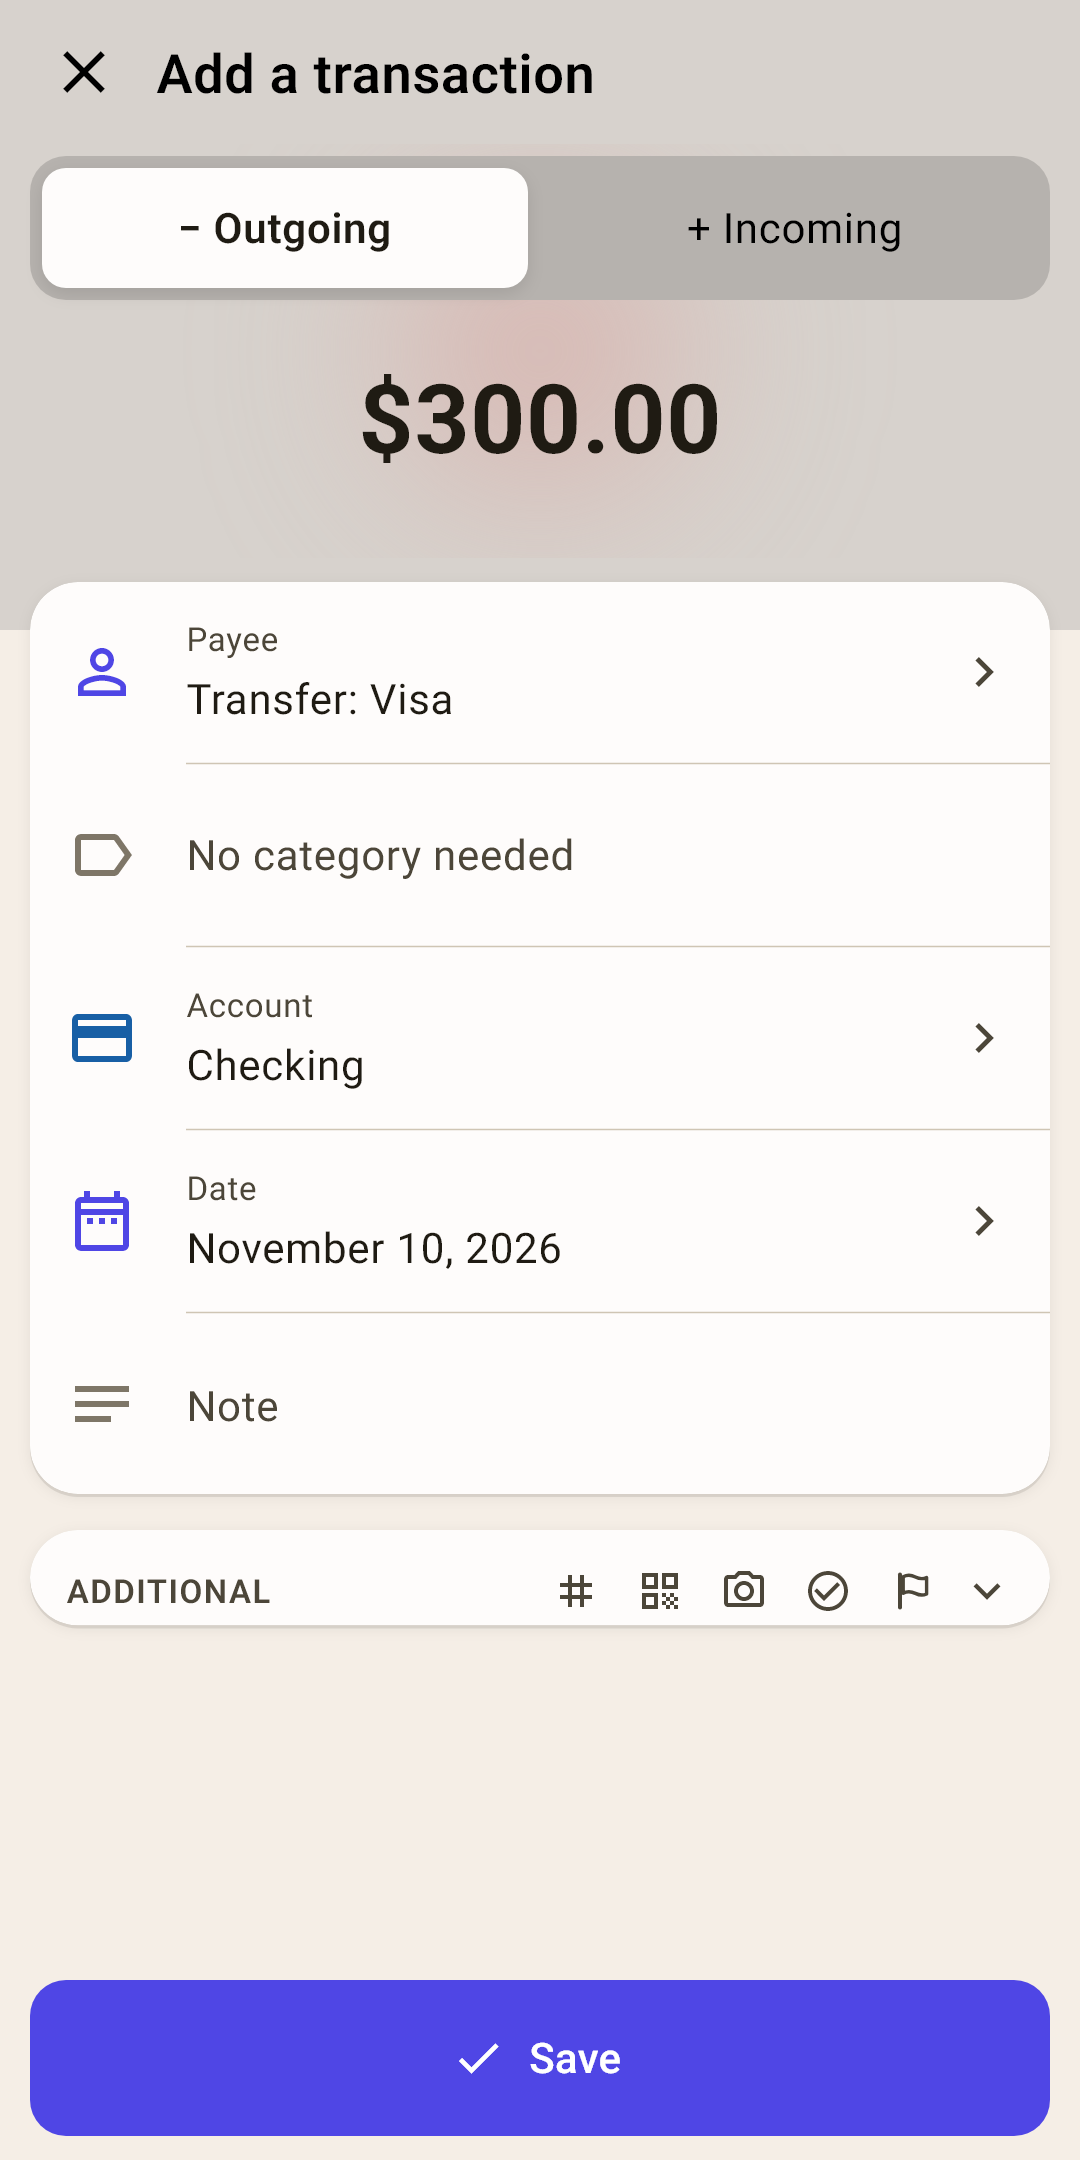 Add a transaction
− Outgoing
+ Incoming
$300.00
Payee
Transfer: Visa
No category needed
Account
Checking
Date
November 10, 2026
Note
ADDITIONAL
Save